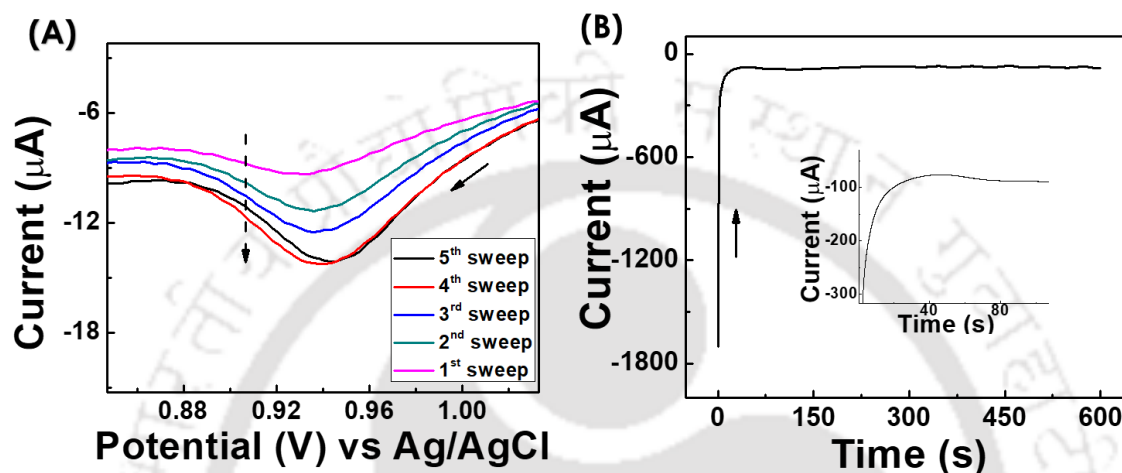 (A)
-6
-12
-18
Current (μA)
5th sweep
4th sweep
3rd sweep
2nd sweep
1st sweep
0.88 0.92 0.96 1.00
Potential (V) vs Ag/AgCl
(B)
0
-600
-1200
-1800
Current (μA)
-100
-200
-300
Current (μA)
40 80
Time (s)
0 150 300 450 600
Time (s)